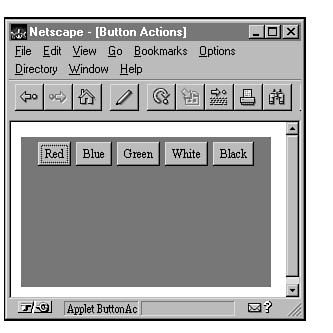 Netscape - [Button Actions]
File Edit View Go Bookmarks Options
Directory Window Help
Red Blue Green White Black
Applet ButtonAc
?